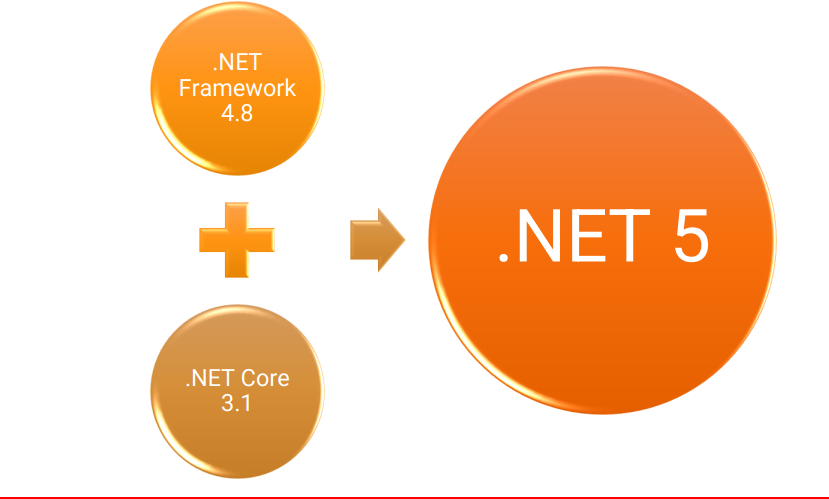 .NET
Framework
4.8
.NET Core
3.1
.NET 5